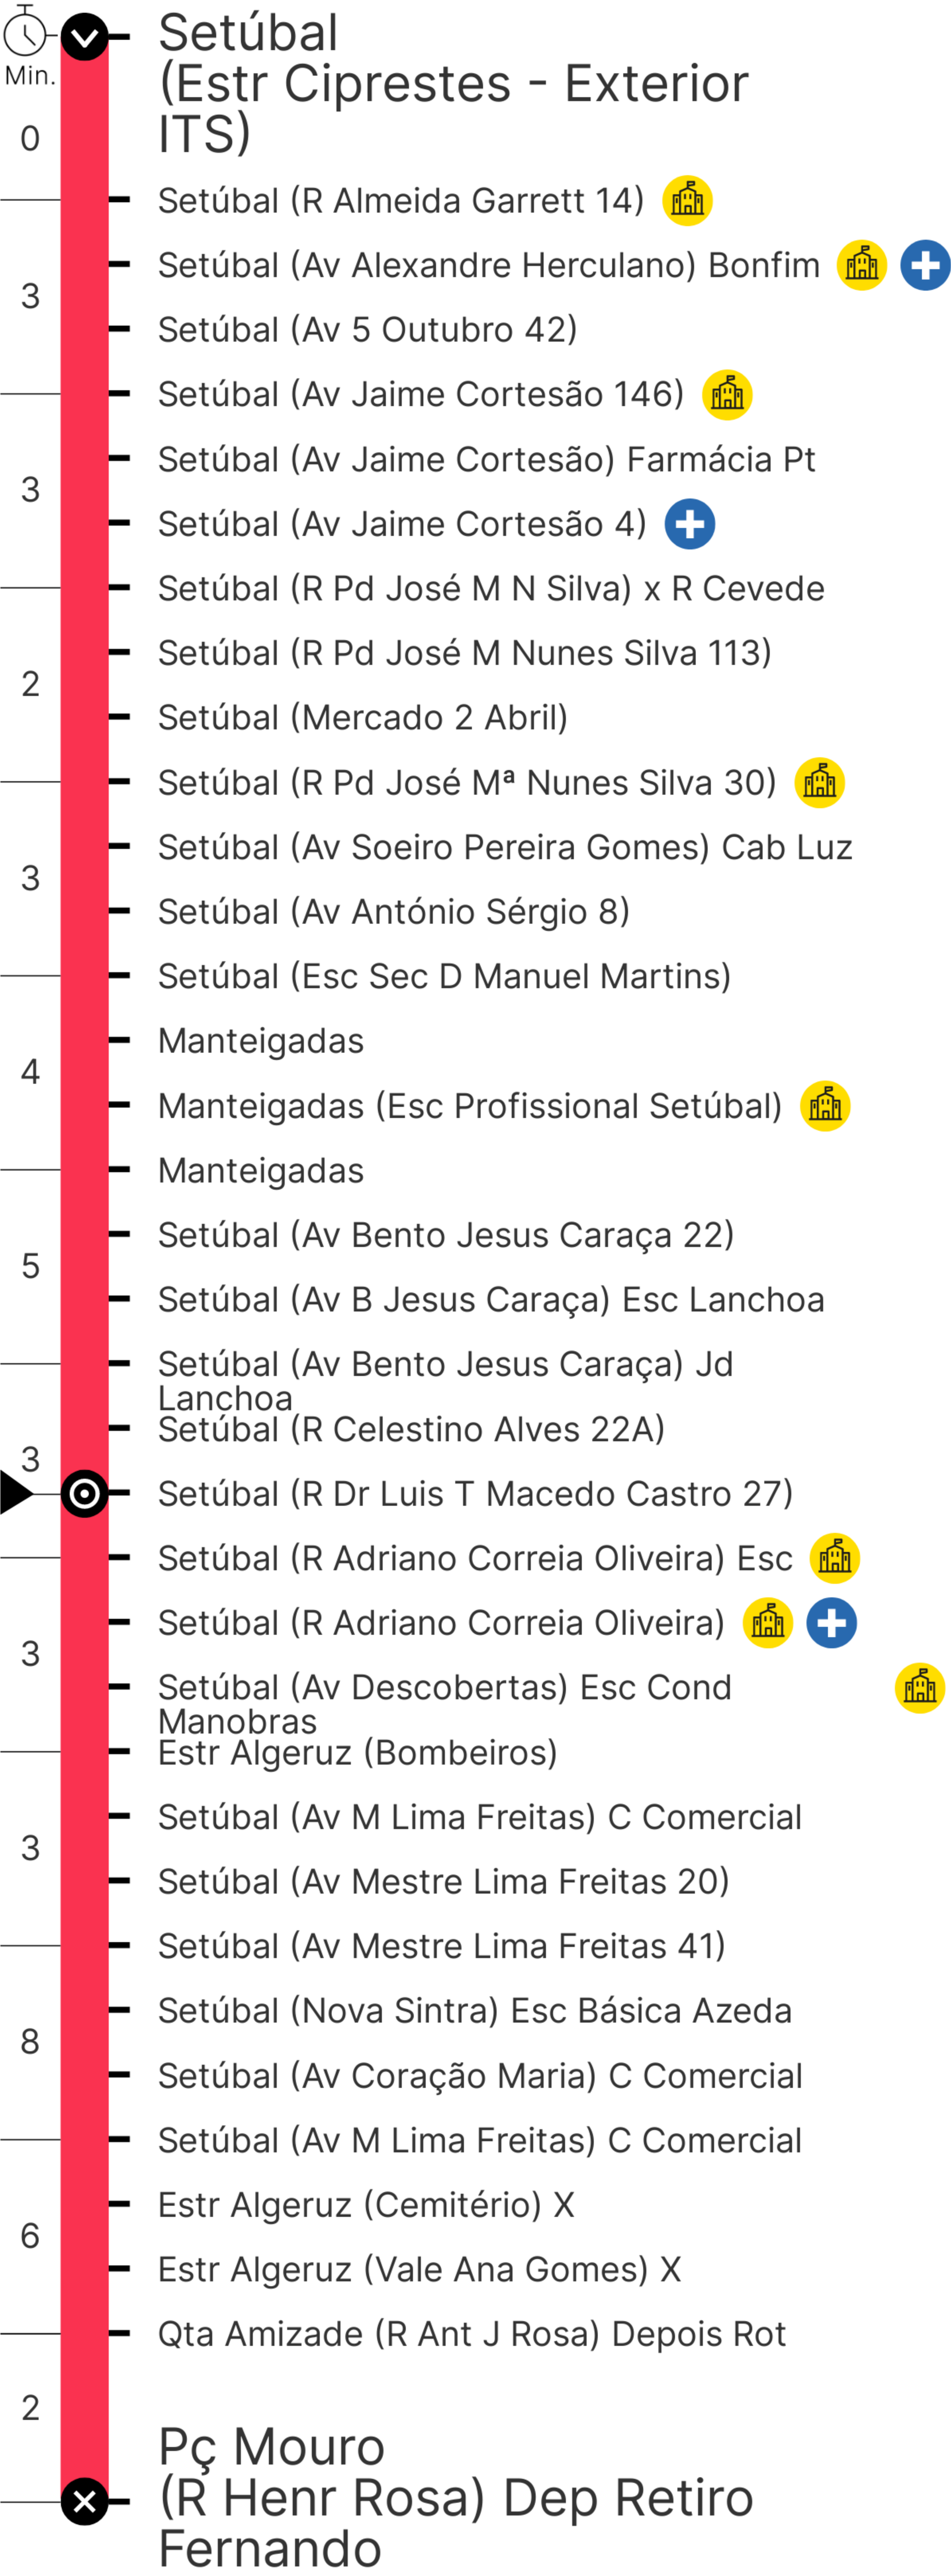 Min.
Setúbal
(Estr Ciprestes - Exterior
ITS)
0
Setúbal (R Almeida Garrett 14)
Setúbal (Av Alexandre Herculano) Bonfim
3
Setúbal (Av 5 Outubro 42)
Setúbal (Av Jaime Cortesão 146)
Setúbal (Av Jaime Cortesão) Farmácia Pt
3
Setúbal (Av Jaime Cortesão 4)
Setúbal (R Pd José M N Silva) x R Cevede
Setúbal (R Pd José M Nunes Silva 113)
2
Setúbal (Mercado 2 Abril)
Setúbal (R Pd José Mª Nunes Silva 30)
Setúbal (Av Soeiro Pereira Gomes) Cab Luz
3
Setúbal (Av António Sérgio 8)
Setúbal (Esc Sec D Manuel Martins)
Manteigadas
4
Manteigadas (Esc Profissional Setúbal)
Manteigadas
Setúbal (Av Bento Jesus Caraça 22)
5
Setúbal (Av B Jesus Caraça) Esc Lanchoa
Setúbal (Av Bento Jesus Caraça) Jd
Lanchoa
Setúbal (R Celestino Alves 22A)
3
Setúbal (R Dr Luis T Macedo Castro 27)
Setúbal (R Adriano Correia Oliveira) Esc
Setúbal (R Adriano Correia Oliveira)
3
Setúbal (Av Descobertas) Esc Cond
Manobras
Estr Algeruz (Bombeiros)
Setúbal (Av M Lima Freitas) C Comercial
3
Setúbal (Av Mestre Lima Freitas 20)
Setúbal (Av Mestre Lima Freitas 41)
Setúbal (Nova Sintra) Esc Básica Azeda
8
Setúbal (Av Coração Maria) C Comercial
Setúbal (Av M Lima Freitas) C Comercial
Estr Algeruz (Cemitério) X
6
Estr Algeruz (Vale Ana Gomes) X
Qta Amizade (R Ant J Rosa) Depois Rot
2
Pç Mouro
(R Henr Rosa) Dep Retiro
Fernando